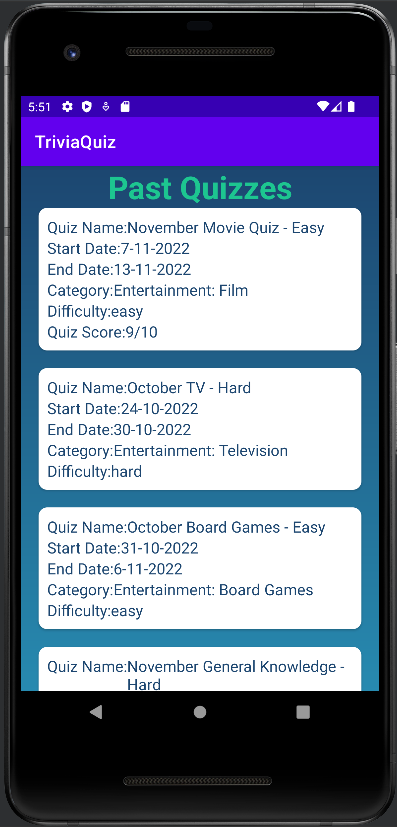 5:51
TriviaQuiz
Past Quizzes
Quiz Name:November Movie Quiz - Easy
Start Date:7-11-2022
End Date:13-11-2022
Category:Entertainment: Film
Difficulty:easy
Quiz Score:9/10
Quiz Name:October TV - Hard
Start Date:24-10-2022
End Date:30-10-2022
Category:Entertainment: Television
Difficulty:hard
Quiz Name:October Board Games - Easy
Start Date:31-10-2022
End Date:6-11-2022
Category:Entertainment: Board Games
Difficulty:easy
Quiz Name:November General Knowledge -
Hard